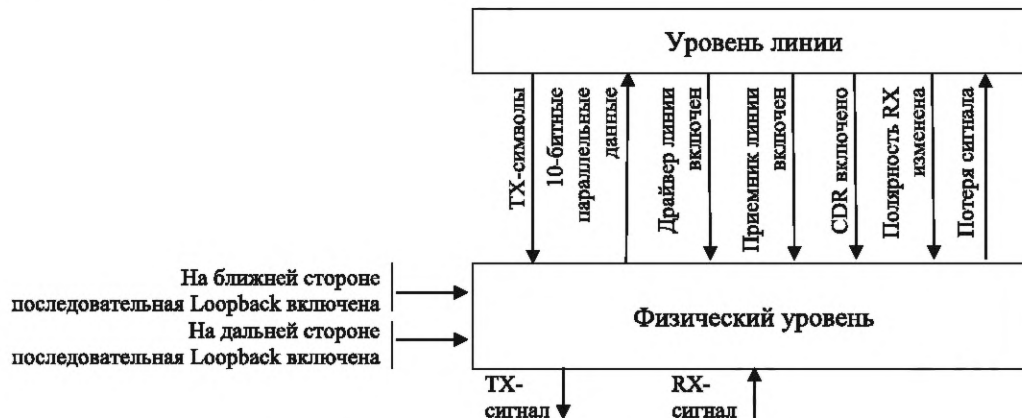 Уровень линии
TX-символы
10-битные
параллельные
данные
Драйвер линии
включен
Приемник линии
включен
CDR включено
Полярность RX
изменена
Потеря сигнала
На ближней стороне
последовательная Loopback включена
На дальней стороне
последовательная Loopback включена
Физический уровень
TX-
сигнал
RX-
сигнал